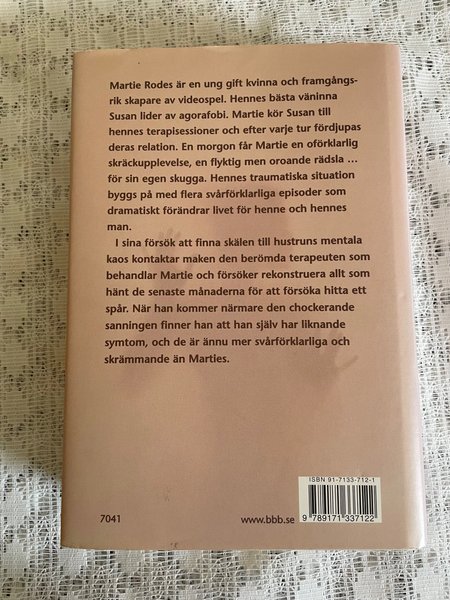 Martie Rodes är en ung gift kvinna och framgångs-
rik skapare av videospel. Hennes bästa väninna
Susan lider av agorafobi. Martie kör Susan till
hennes terapisessioner och efter varje tur fördjupas
deras relation. En morgon får Martie en oförklarlig
skräckupplevelse, en flyktig men oroande rädsla ...
för sin egen skugga. Hennes traumatiska situation
byggs på med flera svårförklarliga episoder som
dramatiskt förändrar livet för henne och hennes
man.
I sina försök att finna skälen till hustruns mentala
kaos kontaktar maken den berömda terapeuten som
behandlar Martie och försöker rekonstruera allt som
hänt de senaste månaderna för att försöka hitta ett
spår. När han kommer närmare den chockerande
sanningen finner han att han själv har liknande
symtom, och de är ännu mer svårförklarliga och
skrämmande än Marties.
ISBN 91-7133-712-1
9 789171 337122
7041
www.bbb.se